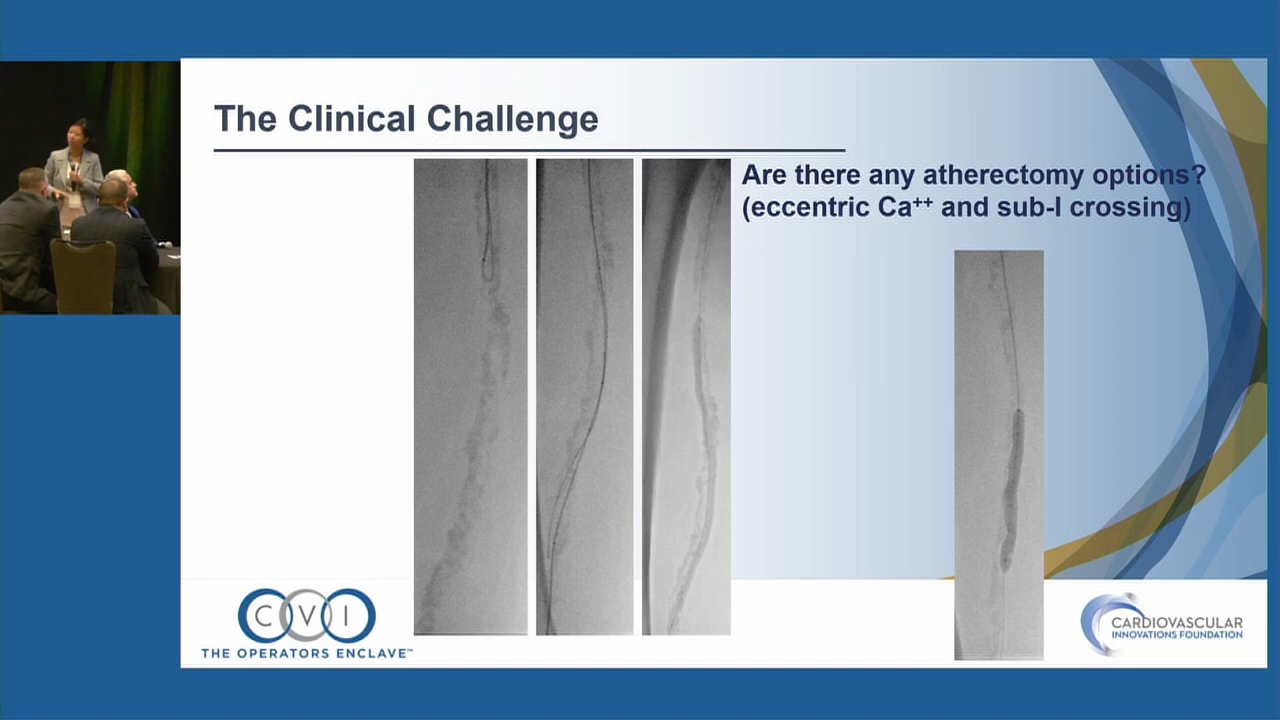 The Clinical Challenge
Are there any atherectomy options?
(eccentric Ca⁺⁺ and sub-I crossing)
CVI
THE OPERATORS ENCLAVE™
CARDIOVASCULAR
INNOVATIONS FOUNDATION